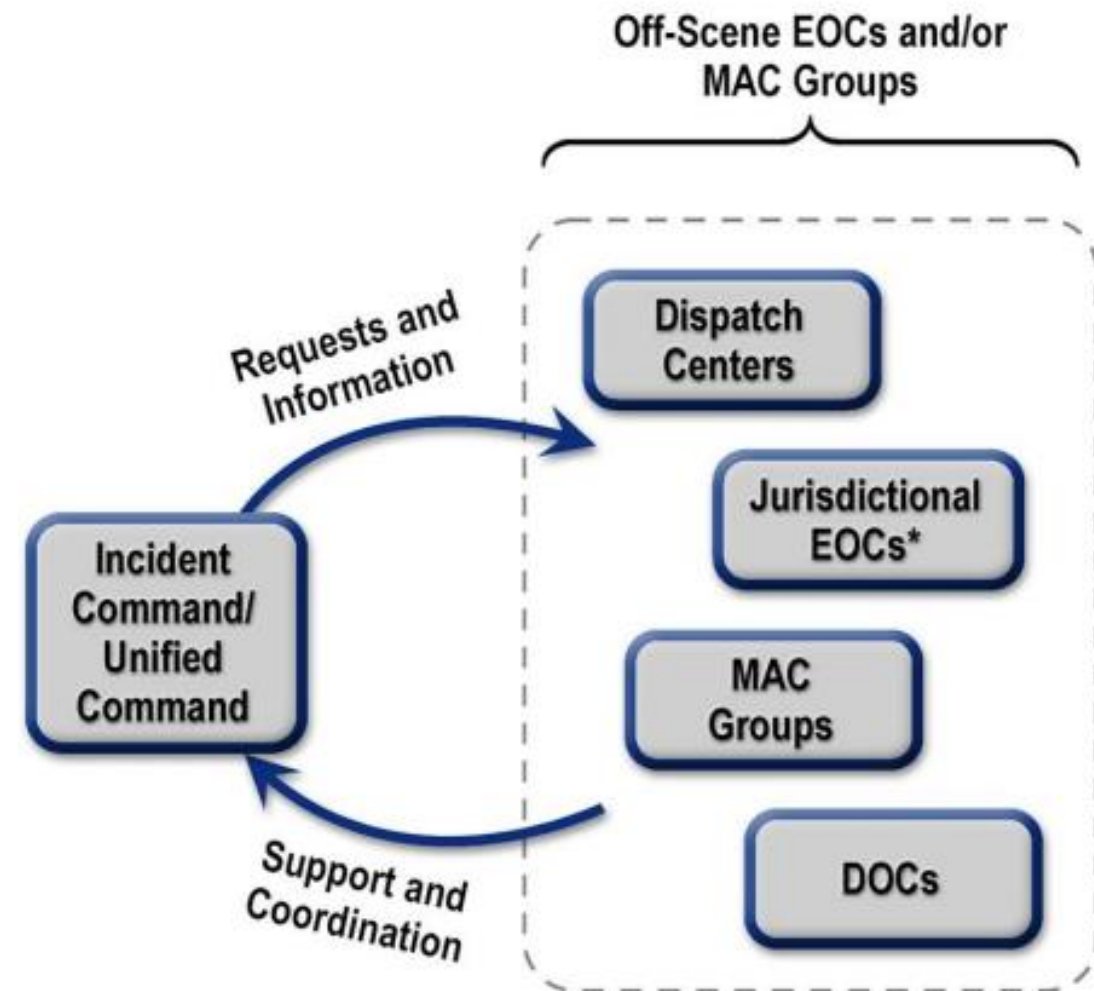 Off-Scene EOCs and/or
MAC Groups
Requests and
Information
Dispatch
Centers
Jurisdictional
EOCs*
Incident
Command/
Unified
Command
MAC
Groups
Support and
Coordination
DOCs